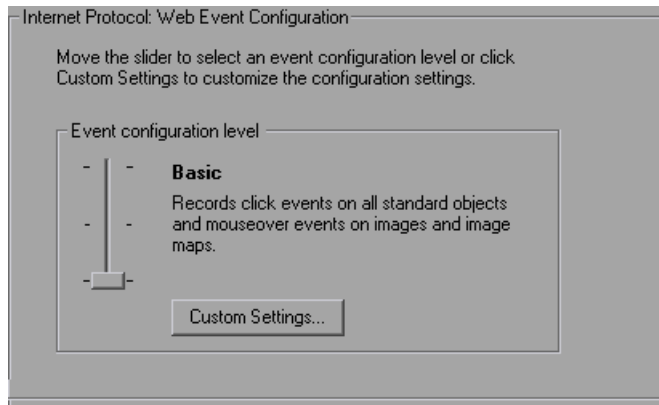 Internet Protocol: Web Event Configuration
Move the slider to select an event configuration level or click
Custom Settings to customize the configuration settings.
Event configuration level
Basic
Records click events on all standard objects
and mouseover events on images and image
maps.
Custom Settings...